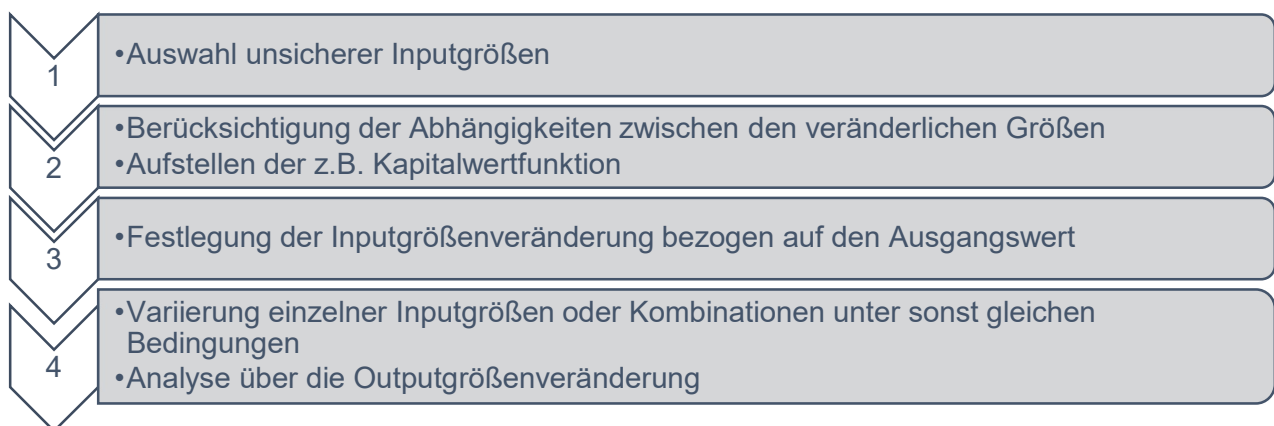 1
•Auswahl unsicherer Inputgrößen
2
•Berücksichtigung der Abhängigkeiten zwischen den veränderlichen Größen
•Aufstellen der z.B. Kapitalwertfunktion
3
•Festlegung der Inputgrößenveränderung bezogen auf den Ausgangswert
4
•Variierung einzelner Inputgrößen oder Kombinationen unter sonst gleichen
Bedingungen
•Analyse über die Outputgrößenveränderung